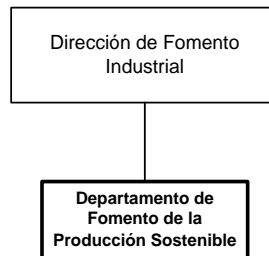 Dirección de Fomento
Industrial
Departamento de
Fomento de la
Producción Sostenible